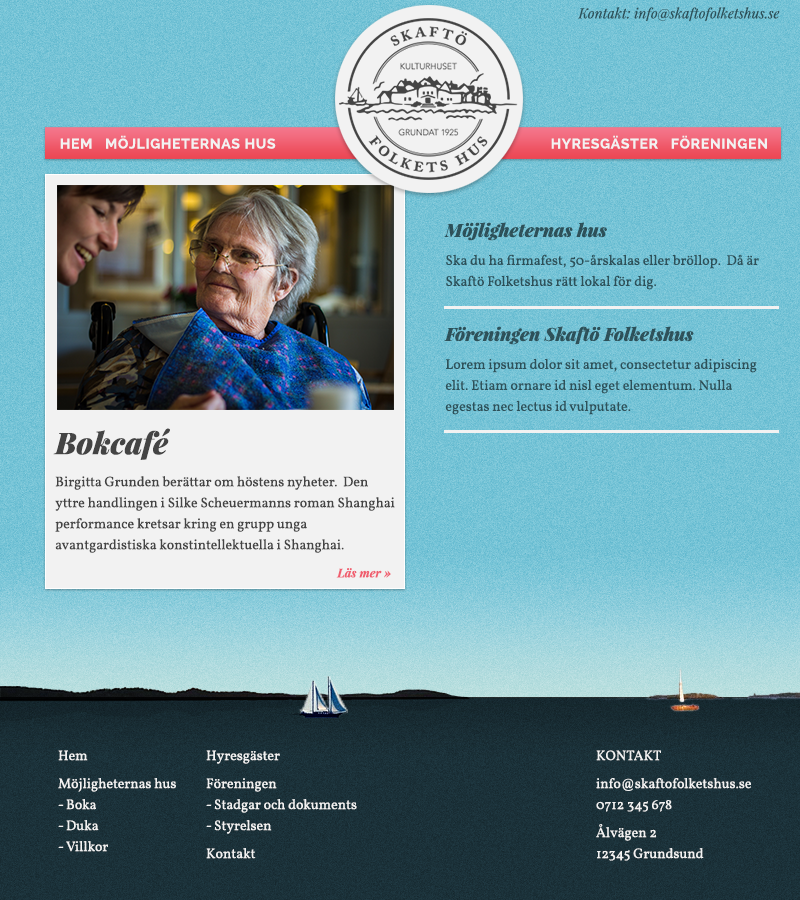 Kontakt: info@skaftofolketshus.se
SKAFTÖ
KULTURHUSET
GRUNDAT 1925
FOLKETS HUS
HEM MÖJLIGHETERNAS HUS
HYRESGÄSTER FÖRENINGEN
Bokcafé
Birgitta Grunden berättar om höstens nyheter. Den
yttre handlingen i Silke Scheuermanns roman Shanghai
performance kretsar kring en grupp unga
avantgardistiska konstintellektuella i Shanghai.
Läs mer »
Möjligheternas hus
Ska du ha firmafest, 50-årskalas eller bröllop. Då är
Skaftö Folketshus rätt lokal för dig.
Föreningen Skaftö Folketshus
Lorem ipsum dolor sit amet, consectetur adipiscing
elit. Etiam ornare id nisl eget elementum. Nulla
egestas nec lectus id vulputate.
Hem
Möjligheternas hus
- Boka
- Duka
- Villkor
Hyresgäster
Föreningen
- Stadgar och dokuments
- Styrelsen
Kontakt
KONTAKT
info@skaftofolketshus.se
0712 345 678
Ålvägen 2
12345 Grundsund